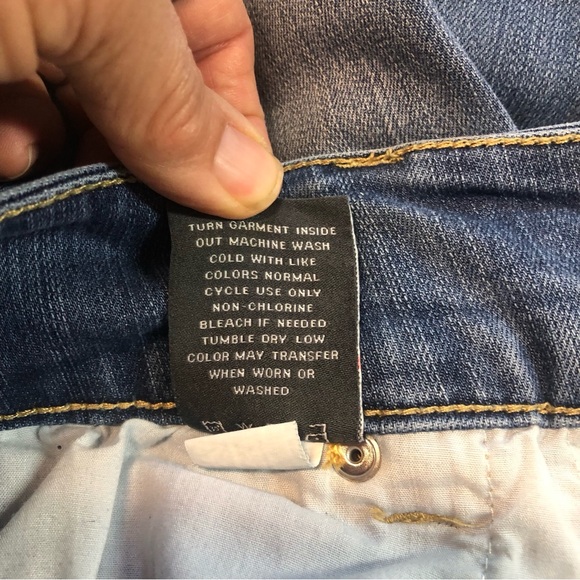 TURN GARMENT INSIDE
OUT MACHINE WASH
COLD WITH LIKE
COLORS NORMAL
CYCLE USE ONLY
NON-CHLORINE
BLEACH IF NEEDED
TUMBLE DRY LOW
COLOR MAY TRANSFER
WHEN WORN OR
WASHED